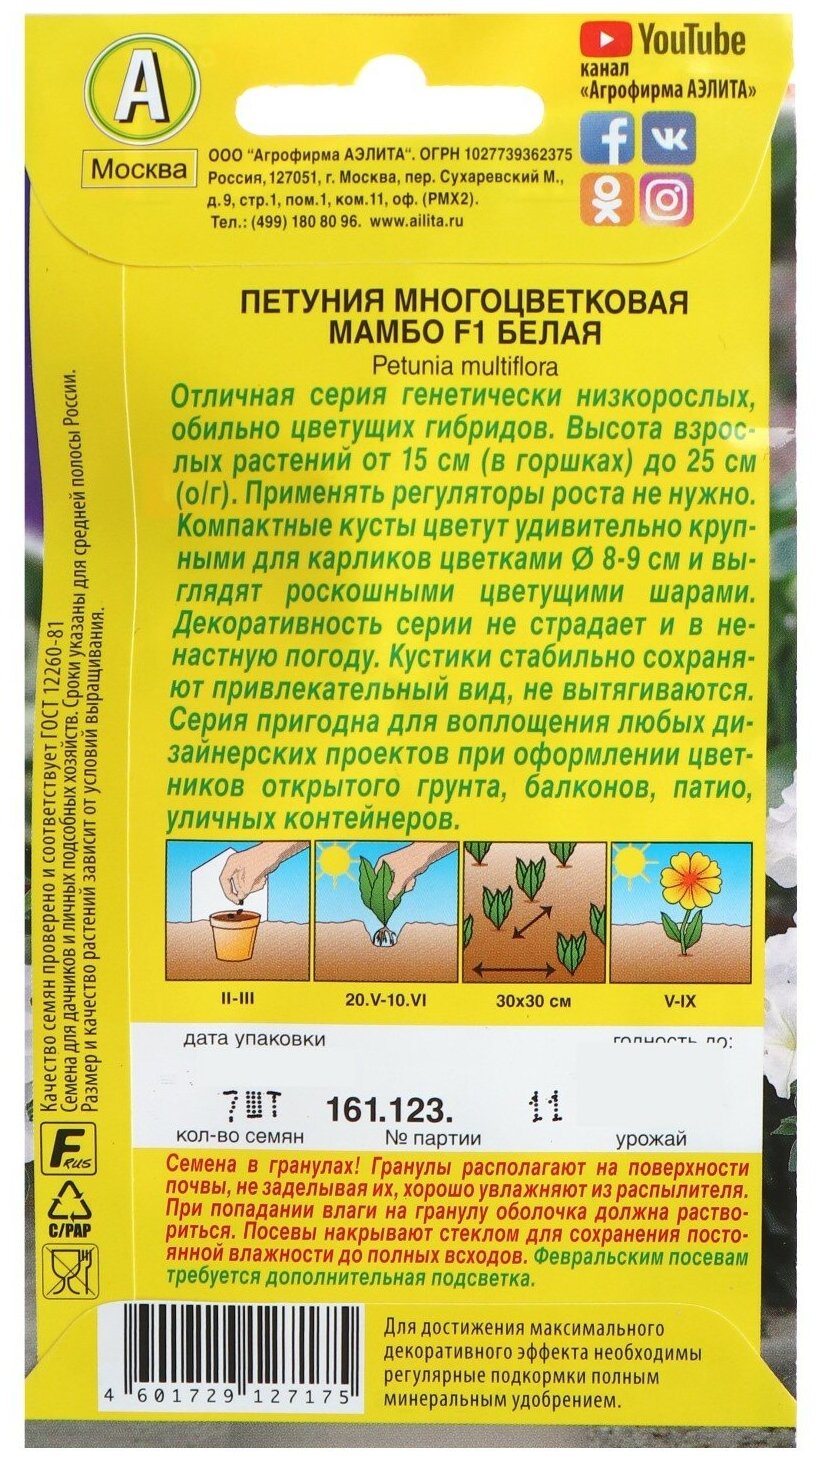 YouTube
канал
«Агрофирма АЭЛИТА»
А
Москва
ООО "Агрофирма АЭЛИТА". ОГРН 1027739362375
Россия, 127051, г. Москва, пер. Сухаревский М.,
д.9, стр.1, пом.1, ком.11, оф. (РМХ2).
Тел.: (499) 180 80 96. www.ailita.ru
ПЕТУНИЯ МНОГОЦВЕТКОВАЯ
МАМБО F1 БЕЛАЯ
Petunia multiflora
Отличная серия генетически низкорослых,
обильно цветущих гибридов. Высота взрос-
лых растений от 15 см (в горшках) до 25 см
(о/г). Применять регуляторы роста не нужно.
Компактные кусты цветут удивительно круп-
ными для карликов цветками Ø 8-9 см и вы-
глядят роскошными цветущими шарами.
Декоративность серии не страдает и в не-
настную погоду. Кустики стабильно сохраня-
ют привлекательный вид, не вытягиваются.
Серия пригодна для воплощения любых ди-
зайнерских проектов при оформлении цвет-
ников открытого грунта, балконов, патио,
уличных контейнеров.
II-III
20.V-10.VI
30х30 см
V-IX
Качество семян проверено и соответствует ГОСТ 12260-81
Семена для дачников и личных подсобных хозяйств. Сроки указаны для средней полосы России.
Размер и качество растений зависит от условий выращивания.
дата упаковки
годность до:
7ШТ
161.123.
11
кол-во семян
№ партии
урожай
F RUS
C/PAP
Семена в гранулах! Гранулы располагают на поверхности
почвы, не заделывая их, хорошо увлажняют из распылителя.
При попадании влаги на гранулу оболочка должна раство-
риться. Посевы накрывают стеклом для сохранения посто-
янной влажности до полных всходов. Февральским посевам
требуется дополнительная подсветка.
4 601729 127175
Для достижения максимального
декоративного эффекта необходимы
регулярные подкормки полным
минеральным удобрением.